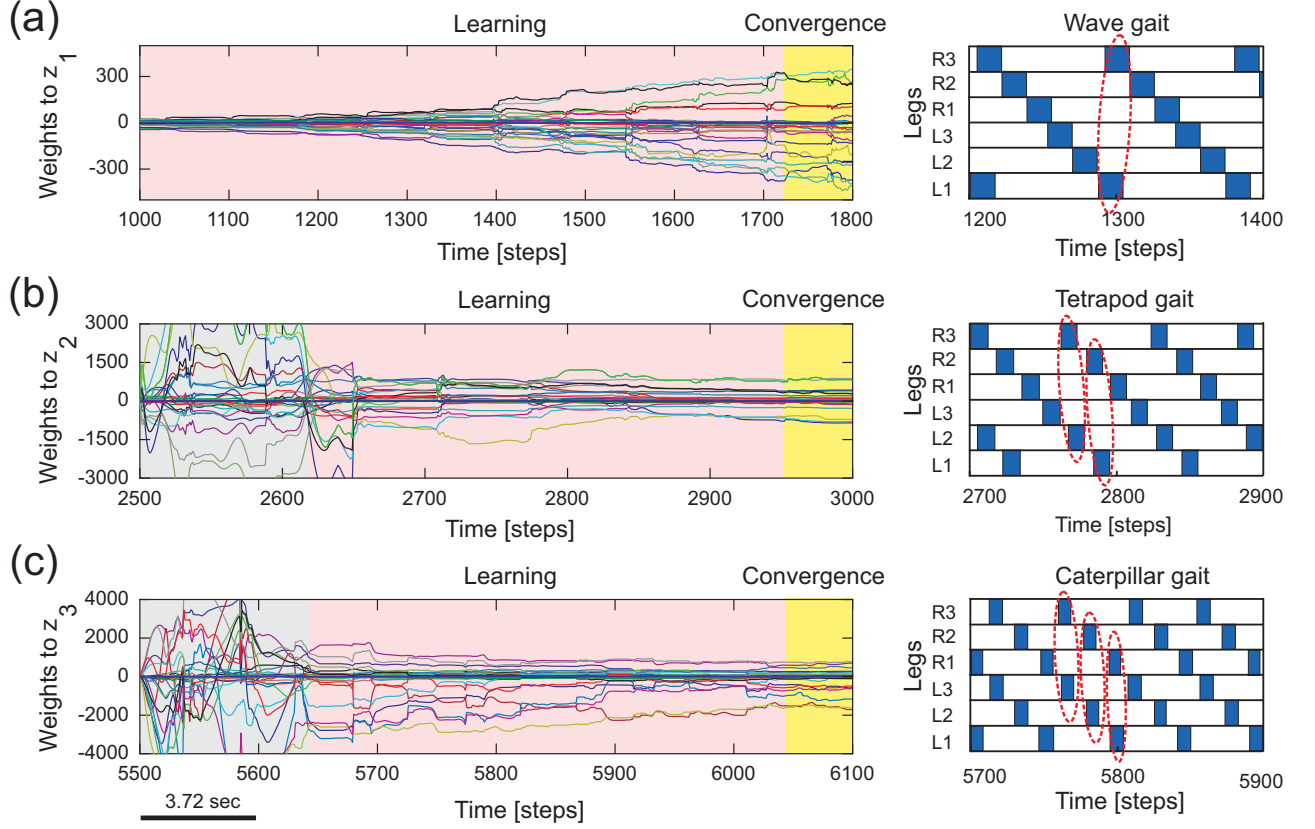 (a)
Learning
Convergence
Wave gait
Weights to z 1
300
0
-300
1000 1100 1200 1300 1400 1500 1600 1700 1800
Time [steps]
Legs
R3
R2
R1
L3
L2
L1
1200 1300 1400
Time [steps]
(b)
Learning
Convergence
Tetrapod gait
Weights to z 2
3000
1500
0
-1500
-3000
2500 2600 2700 2800 2900 3000
Time [steps]
Legs
R3
R2
R1
L3
L2
L1
2700 2800 2900
Time [steps]
(c)
Learning
Convergence
Caterpillar gait
Weights to z 3
4000
2000
0
-2000
-4000
5500 5600 5700 5800 5900 6000 6100
3.72 sec
Time [steps]
Legs
R3
R2
R1
L3
L2
L1
5700 5800 5900
Time [steps]